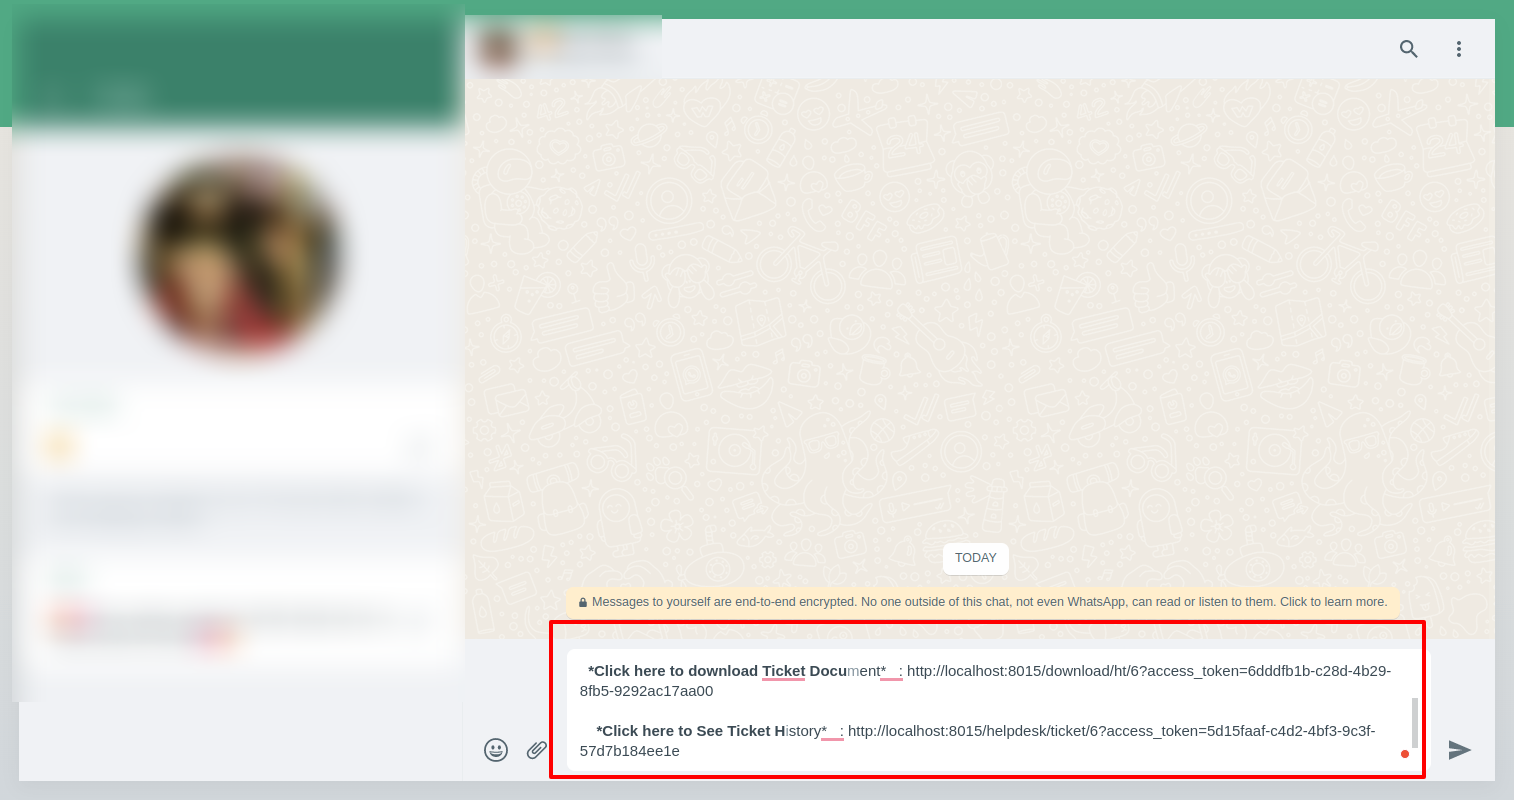 TODAY
Messages to yourself are end-to-end encrypted. No one outside of this chat, not even WhatsApp, can read or listen to them. Click to learn more.
*Click here to download Ticket Document* : http://localhost:8015/download/ht/6?access_token=6dddfb1b-c28d-4b29-
8fb5-9292ac17aa00
*Click here to See Ticket History* : http://localhost:8015/helpdesk/ticket/6?access_token=5d15faaf-c4d2-4bf3-9c3f-
57d7b184ee1e